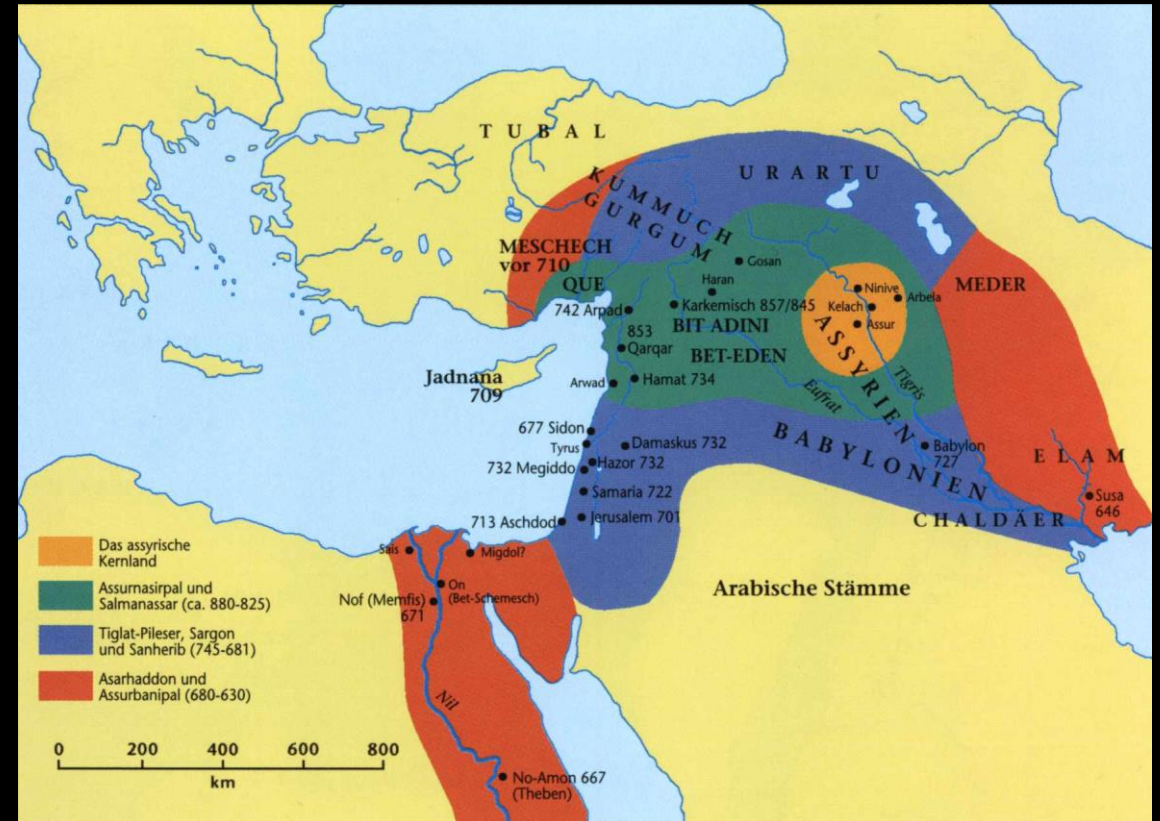 TUBAL
URARTU
KUMMUCH
GURGUM
MESCHECH
vor 710
QUE
Gosan
Haran
Ninive
Arbela
Kelach
Assur
MEDER
742 Arpad
Karkemisch 857/845
BIT ADINI
853
Qarqar
BET-EDEN
ASSYRIEN
Jadnana
709
Arwad
Hamat 734
Tigris
Eufrat
677 Sidon
Tyrus
Damaskus 732
BABYLONIEN
Babylon
727
ELAM
732 Megiddo
Hazor 732
Samaria 722
Susa
646
713 Aschdod
Jerusalem 701
CHALDÄER
Sais
Migdol?
On
(Bet-Schemesch)
Nof (Memfis)
671
Arabische Stämme
Nil
No-Amon 667
(Theben)
Das assyrische
Kernland
Assurnasirpal und
Salmanassar (ca. 880-825)
Tiglat-Pileser, Sargon
und Sanherib (745-681)
Asarhaddon und
Assurbanipal (680-630)
0 200 400 600 800
km